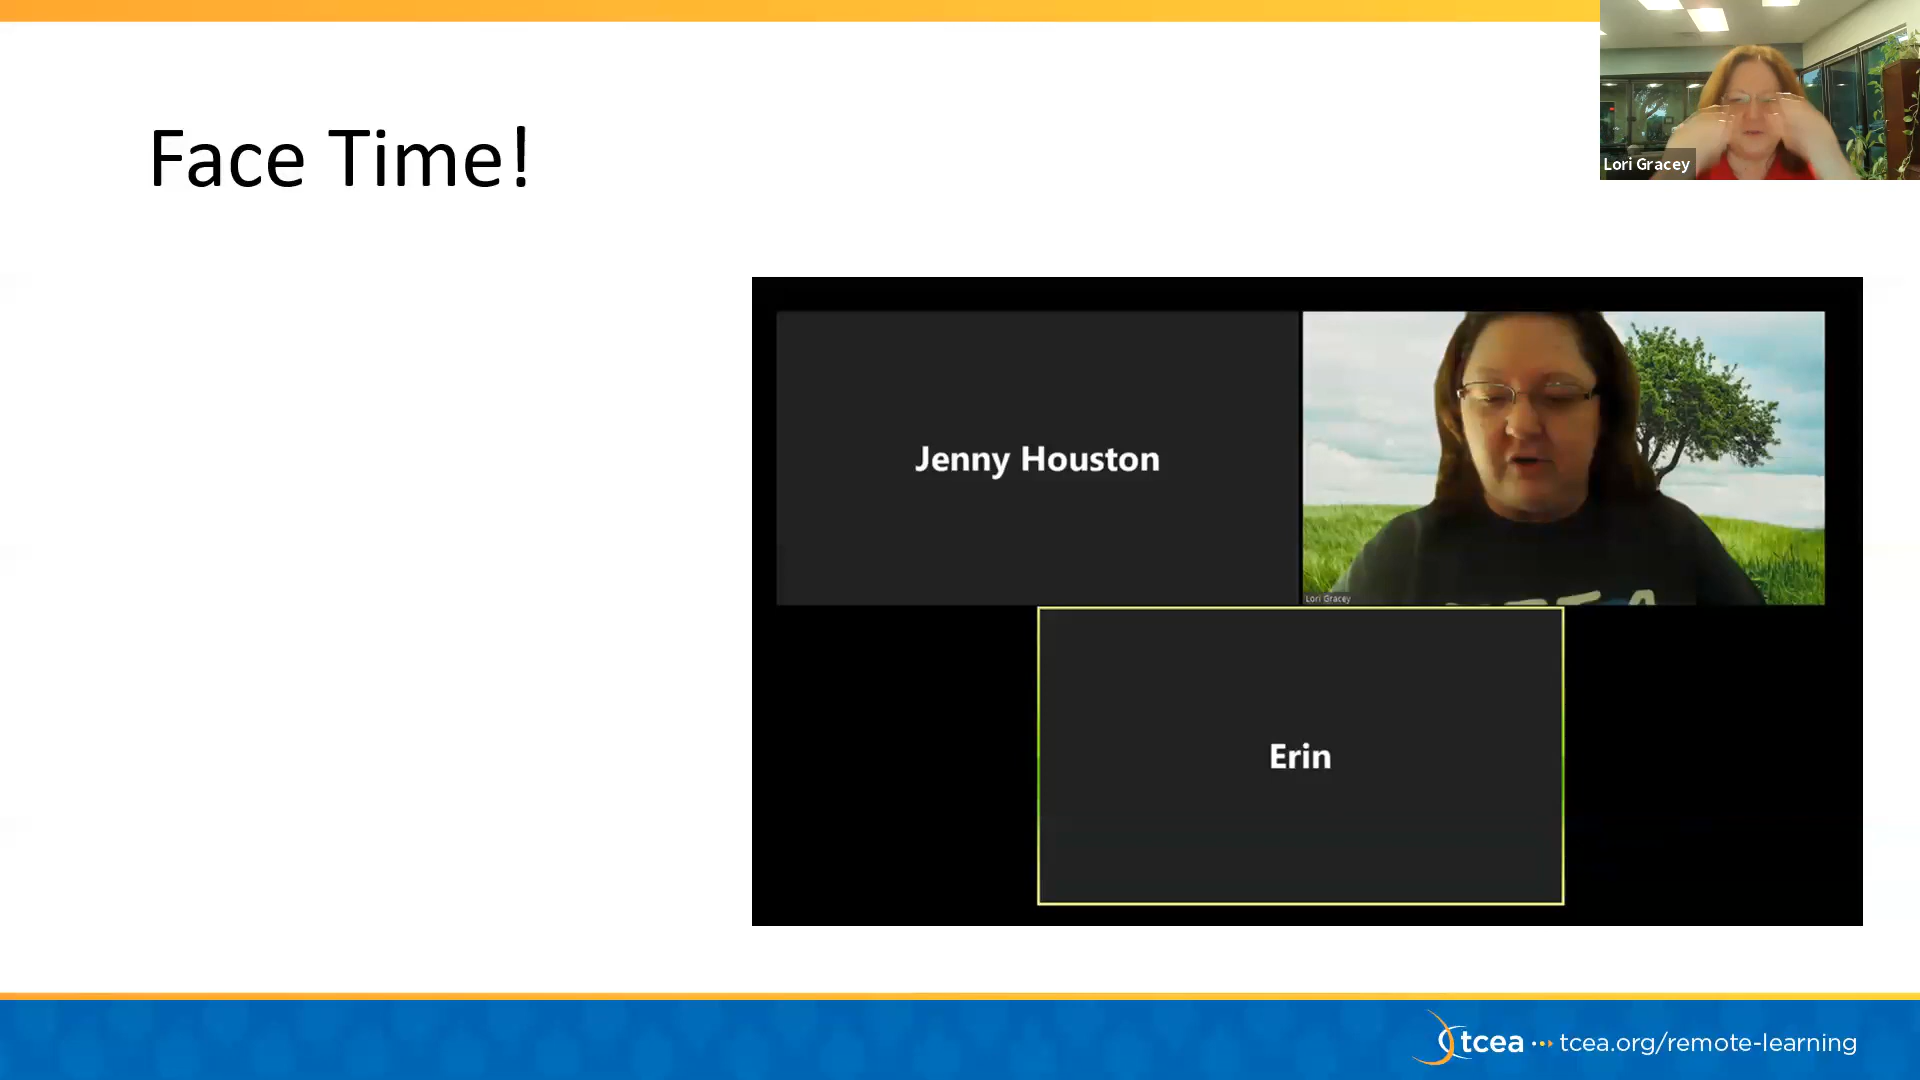 Face Time!
Lori Gracey
Jenny Houston
Lori Gracey
Erin
tcea tcea.org/remote-learning